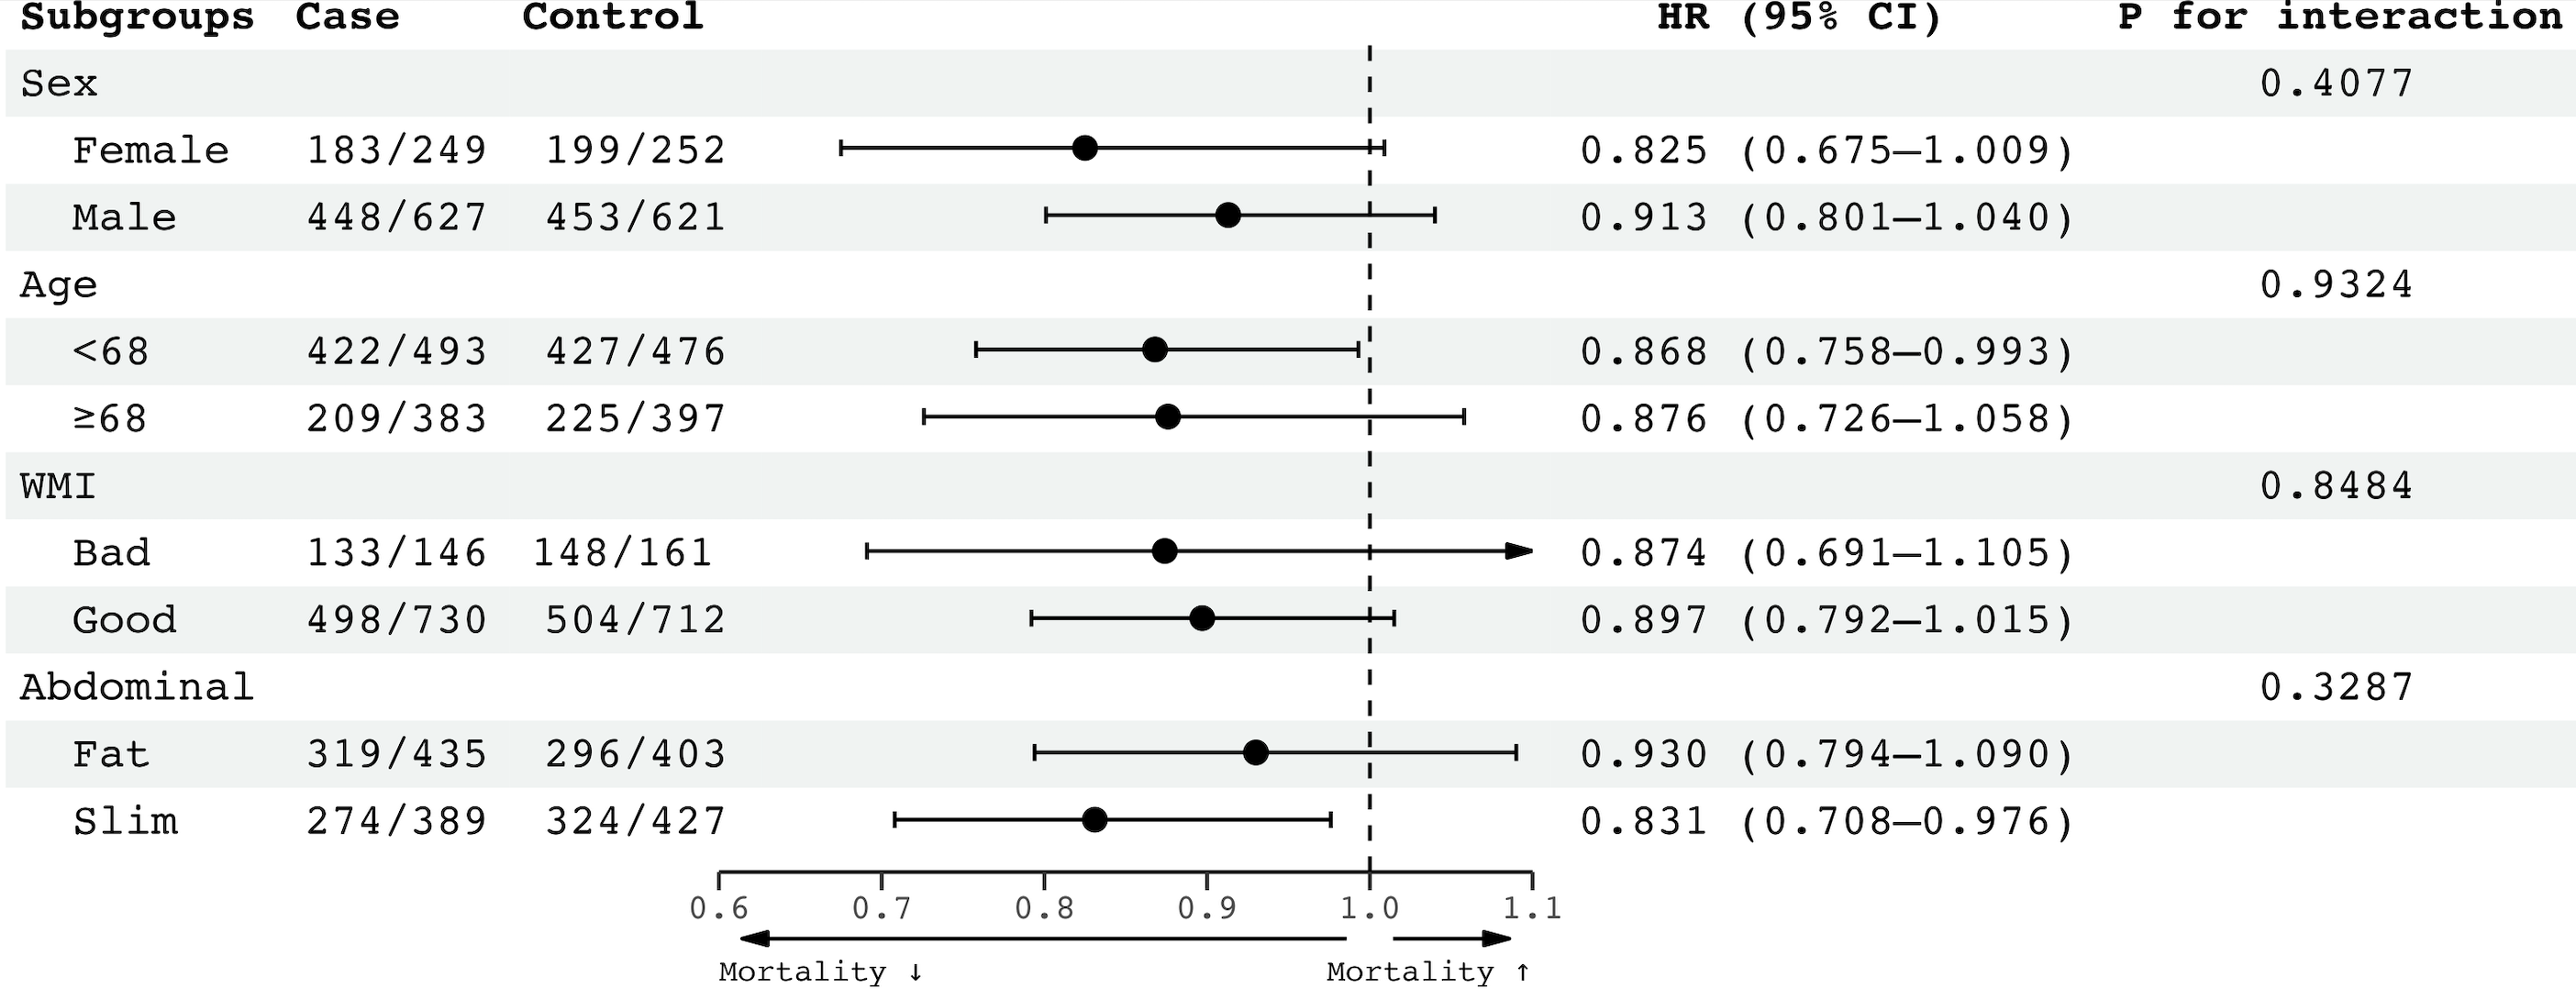 Subgroups Case Control HR (95% CI) P for interaction
Sex 0.4077
Female 183/249 199/252 0.825 (0.675–1.009)
Male 448/627 453/621 0.913 (0.801–1.040)
Age 0.9324
<68 422/493 427/476 0.868 (0.758–0.993)
≥68 209/383 225/397 0.876 (0.726–1.058)
WMI 0.8484
Bad 133/146 148/161 0.874 (0.691–1.105)
Good 498/730 504/712 0.897 (0.792–1.015)
Abdominal 0.3287
Fat 319/435 296/403 0.930 (0.794–1.090)
Slim 274/389 324/427 0.831 (0.708–0.976)
0.6 0.7 0.8 0.9 1.0 1.1
Mortality ↓ Mortality ↑